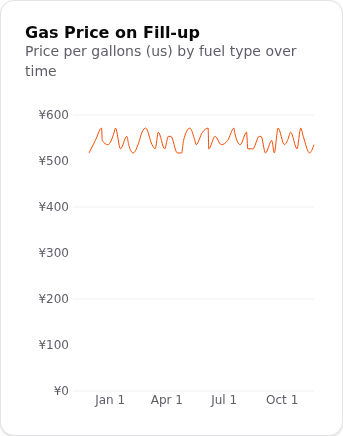 Gas Price on Fill-up
Price per gallons (us) by fuel type over
time
¥600
¥500
¥400
¥300
¥200
¥100
¥0
Jan 1 Apr 1 Jul 1 Oct 1